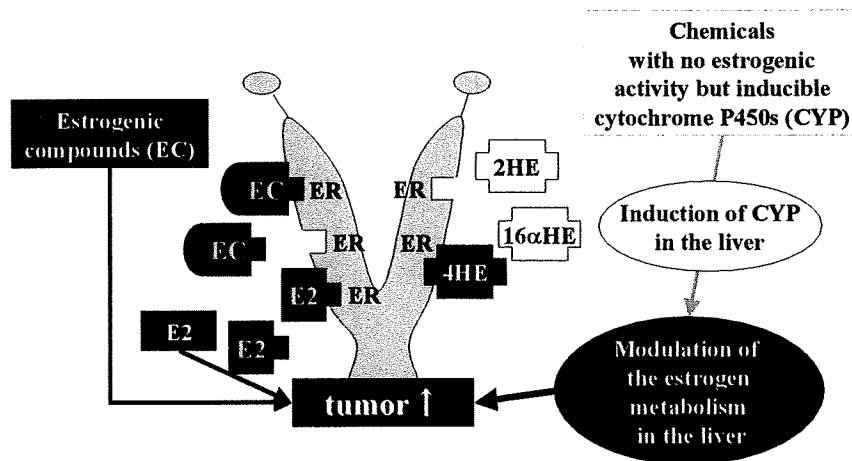 Chemicals
with no estrogenic
activity but inducible
cytochrome P450s (CYP)
Estrogenic
compounds (EC)
EC
ER
ER
2HE
Induction of CYP
in the liver
EC
ER
ER
16αHE
4HE
E2
ER
E2
E2
Modulation of
the estrogen
metabolism
in the liver
tumor ↑